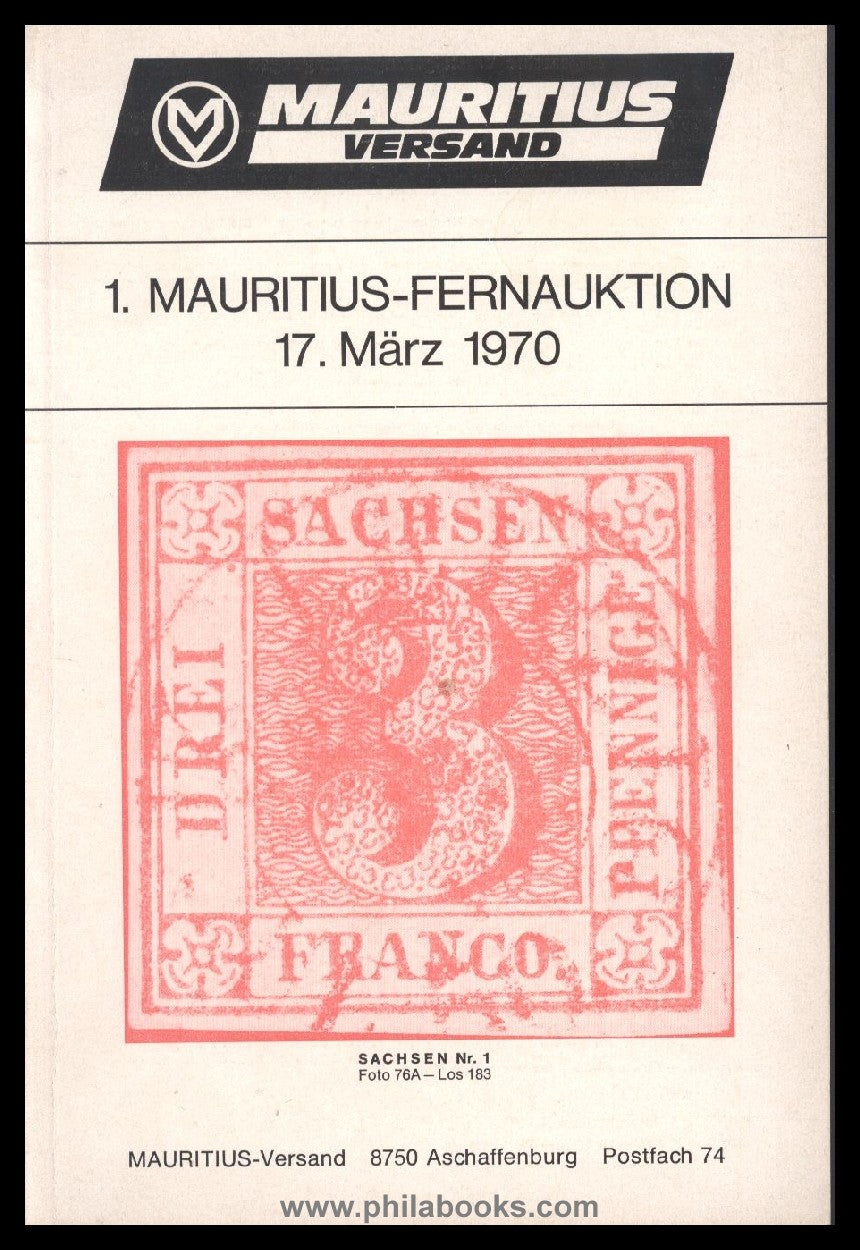 MAURITIUS
VERSAND
1. MAURITIUS-FERNAUKTION
17. März 1970
SACHSEN
DREI
3
PFENNIGE
FRANCO.
SACHSEN Nr. 1
Foto 76A — Los 183
MAURITIUS-Versand 8750 Aschaffenburg Postfach 74
www.philabooks.com